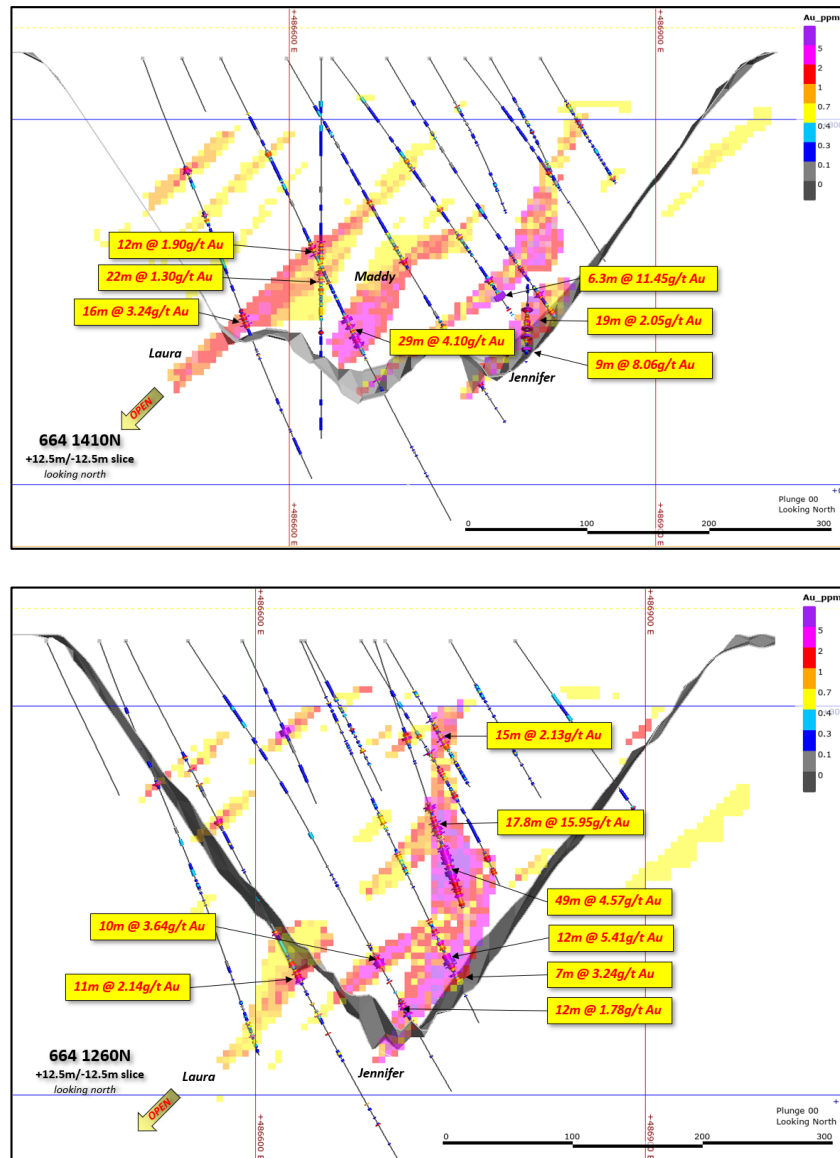 +486600 E
+486900 E
Au_ppm
5
2
1
0.7
0.4
0.3
0.1
0
12m @ 1.90g/t Au
22m @ 1.30g/t Au
16m @ 3.24g/t Au
Maddy
6.3m @ 11.45g/t Au
19m @ 2.05g/t Au
29m @ 4.10g/t Au
9m @ 8.06g/t Au
Laura
Jennifer
OPEN
664 1410N
+12.5m/-12.5m slice
looking north
+486600 E
+486900 E
Plunge 00
Looking North
0
100
200
300
+486600 E
+486900 E
Au_ppm
5
2
1
0.7
0.4
0.3
0.1
0
15m @ 2.13g/t Au
17.8m @ 15.95g/t Au
49m @ 4.57g/t Au
10m @ 3.64g/t Au
12m @ 5.41g/t Au
11m @ 2.14g/t Au
7m @ 3.24g/t Au
12m @ 1.78g/t Au
664 1260N
+12.5m/-12.5m slice
looking north
Laura
Jennifer
OPEN
+486600 E
+486900 E
Plunge 00
Looking North
0
100
200
300